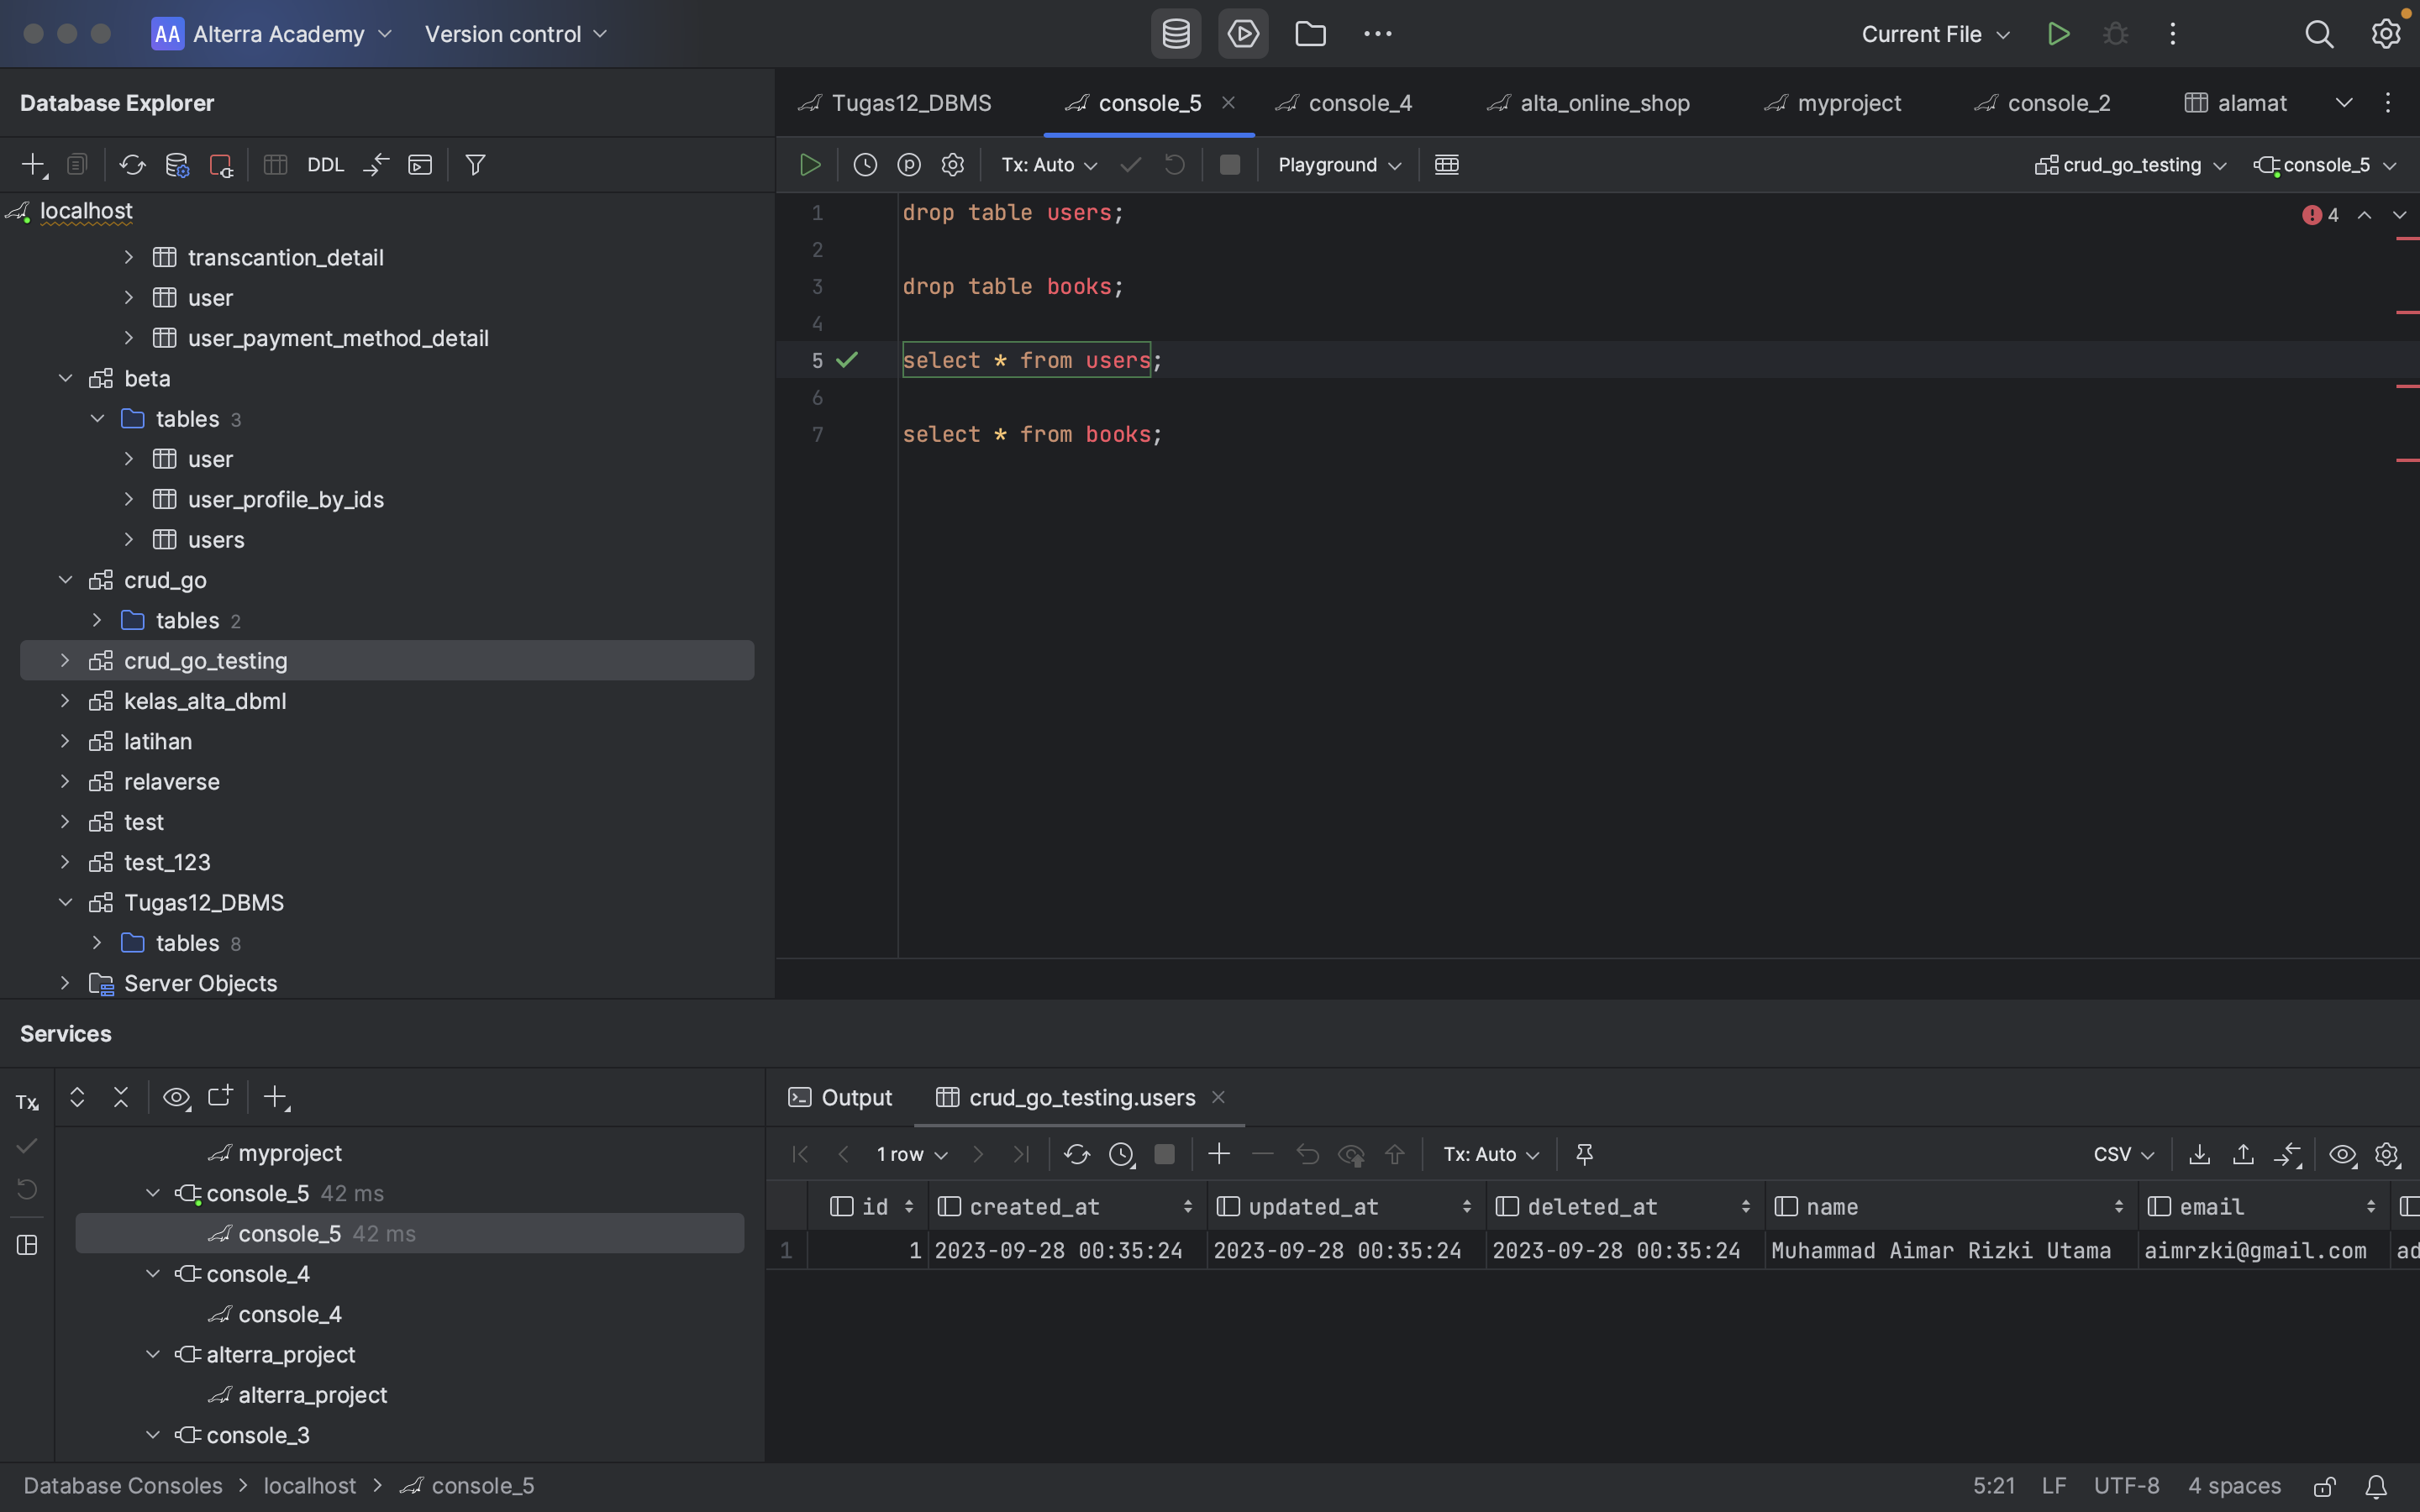 AA Alterra Academy Version control Current File
Database Explorer
Tugas12_DBMS console_5 console_4 alta_online_shop myproject console_2 alamat
DDL
Tx: Auto Playground crud_go_testing console_5
localhost
transcantion_detail
user
user_payment_method_detail
beta
tables 3
user
user_profile_by_ids
users
crud_go
tables 2
crud_go_testing
kelas_alta_dbml
latihan
relaverse
test
test_123
Tugas12_DBMS
tables 8
Server Objects
1 drop table users;
4
2
3 drop table books;
4
5 select * from users;
6
7 select * from books;
Services
Tx
myproject
console_5 42 ms
console_5 42 ms
console_4
console_4
alterra_project
alterra_project
console_3
Output crud_go_testing.users
1 row Tx: Auto CSV
id created_at updated_at deleted_at name email
1 1 2023-09-28 00:35:24 2023-09-28 00:35:24 2023-09-28 00:35:24 Muhammad Aimar Rizki Utama aimrzki@gmail.com ad
Database Consoles > localhost > console_5 5:21 LF UTF-8 4 spaces